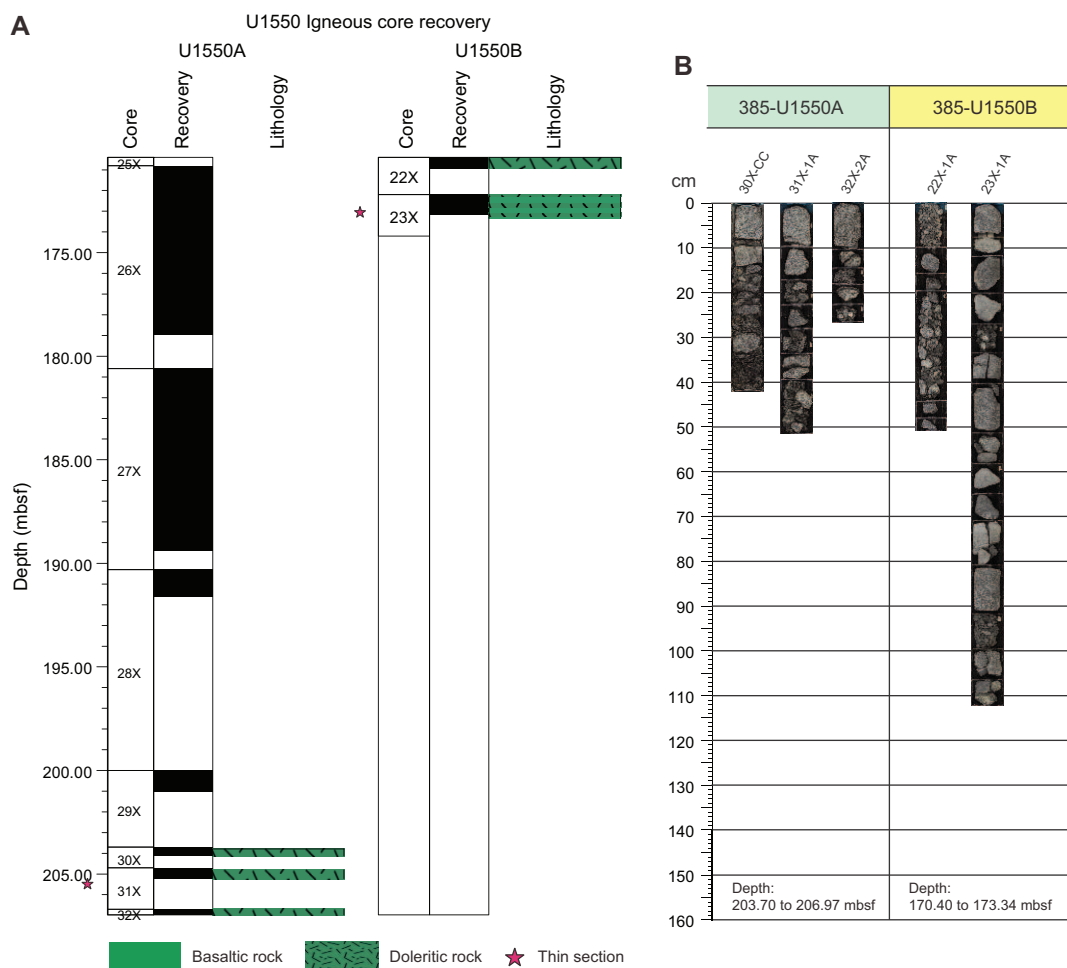 A
U1550 Igneous core recovery
U1550A
U1550B
Core
Recovery
Lithology
Core
Recovery
Lithology
Depth (mbsf)
175.00
180.00
185.00
190.00
195.00
200.00
205.00
25X
26X
27X
28X
29X
30X
31X
32X
22X
23X
Basaltic rock
Doleritic rock
Thin section
B
385-U1550A
385-U1550B
30X-CC
31X-1A
32X-2A
22X-1A
23X-1A
cm
0
10
20
30
40
50
60
70
80
90
100
110
120
130
140
150
160
Depth:
203.70 to 206.97 mbsf
Depth:
170.40 to 173.34 mbsf